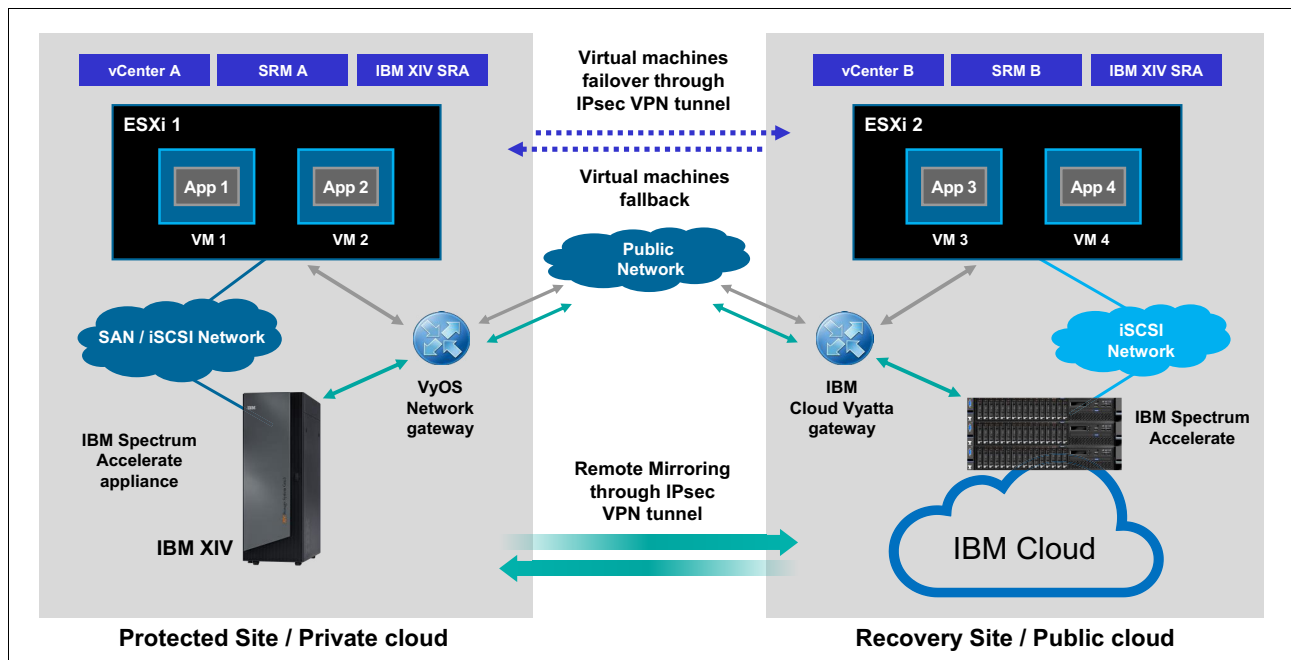 vCenter A
SRM A
IBM XIV SRA
ESXi 1
App 1
App 2
VM 1
VM 2
SAN / iSCSI Network
VyOS
Network
gateway
IBM Spectrum
Accelerate
appliance
IBM XIV
Protected Site / Private cloud
Virtual machines
failover through
IPsec VPN tunnel
Virtual machines
fallback
Public
Network
Remote Mirroring
through IPsec
VPN tunnel
vCenter B
SRM B
IBM XIV SRA
ESXi 2
App 3
App 4
VM 3
VM 4
iSCSI
Network
IBM
Cloud Vyatta
gateway
IBM Spectrum
Accelerate
IBM Cloud
Recovery Site / Public cloud